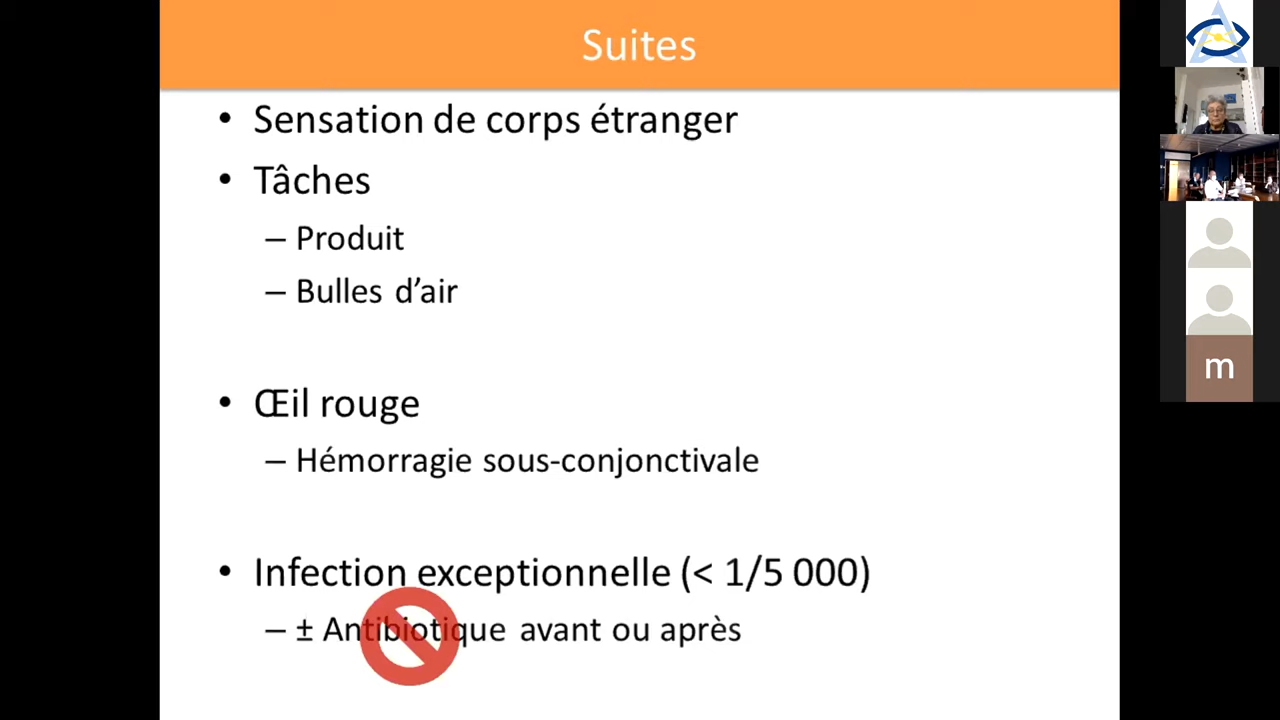 Suites
• Sensation de corps étranger
• Tâches
– Produit
– Bulles d’air
• Œil rouge
– Hémorragie sous-conjonctivale
• Infection exceptionnelle (< 1/5 000)
– ± Antibiotique avant ou après
m